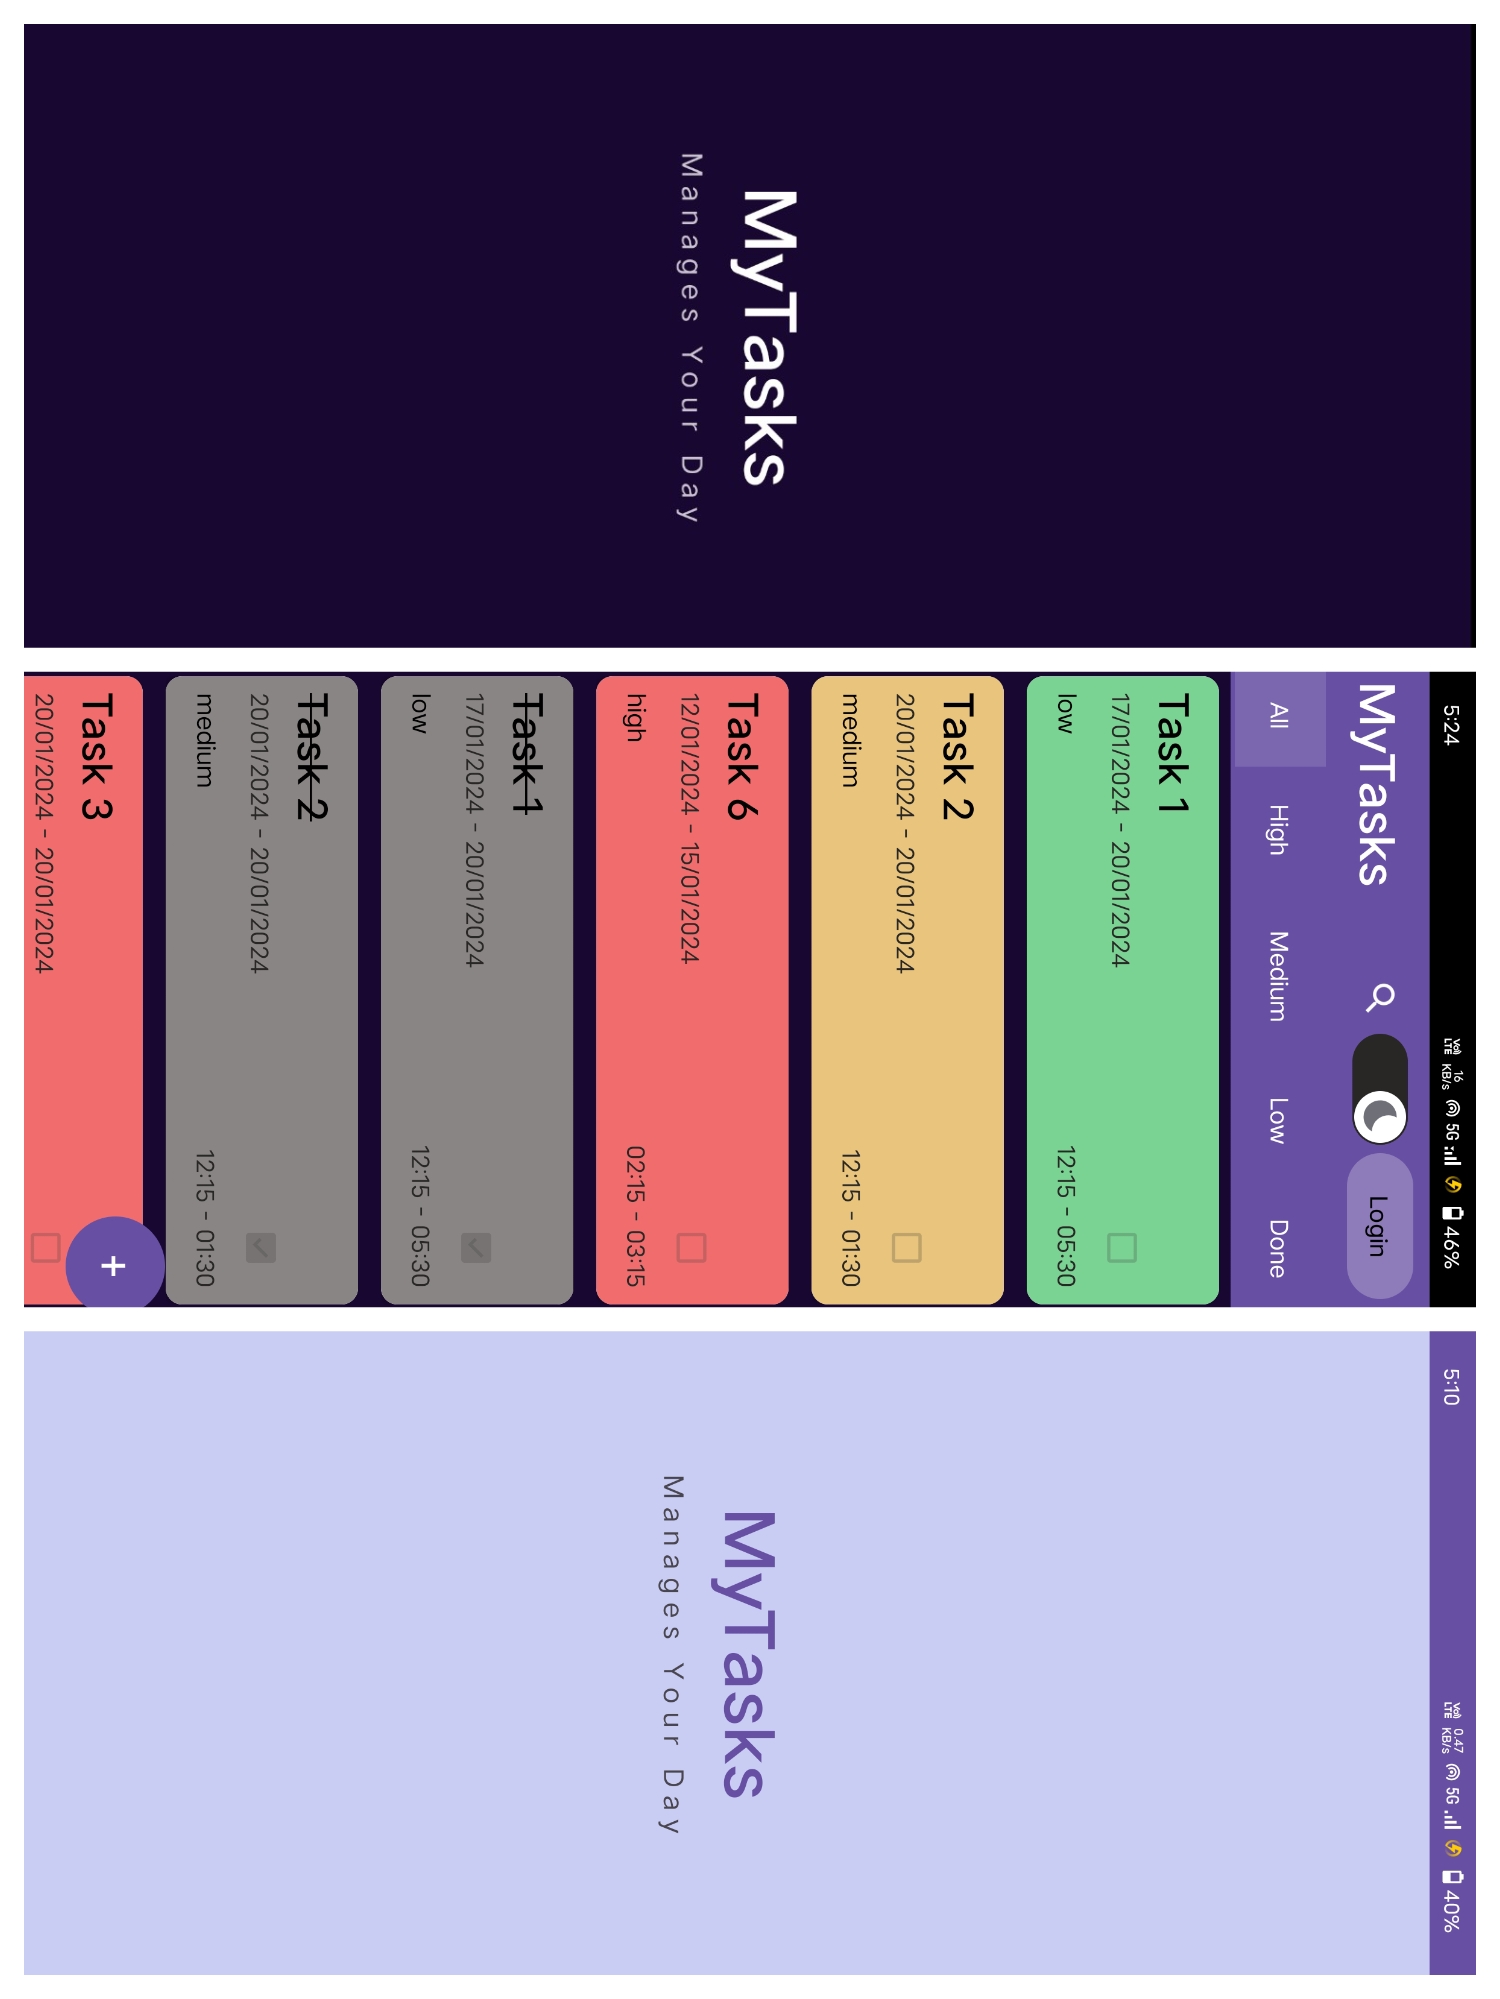 MyTasks
Manages Your Day
5:24 VoLTE 16 KB/s 5G 46%
MyTasks Login
All High Medium Low Done
Task 1
17/01/2024 - 20/01/2024
low 12:15 - 05:30
Task 2
20/01/2024 - 20/01/2024
medium 12:15 - 01:30
Task 6
12/01/2024 - 15/01/2024
high 02:15 - 03:15
Task 1
17/01/2024 - 20/01/2024
low 12:15 - 05:30
Task 2
20/01/2024 - 20/01/2024
medium 12:15 - 01:30
+
Task 3
20/01/2024 - 20/01/2024
5:10 VoLTE 0.47 KB/s 5G 40%
MyTasks
Manages Your Day